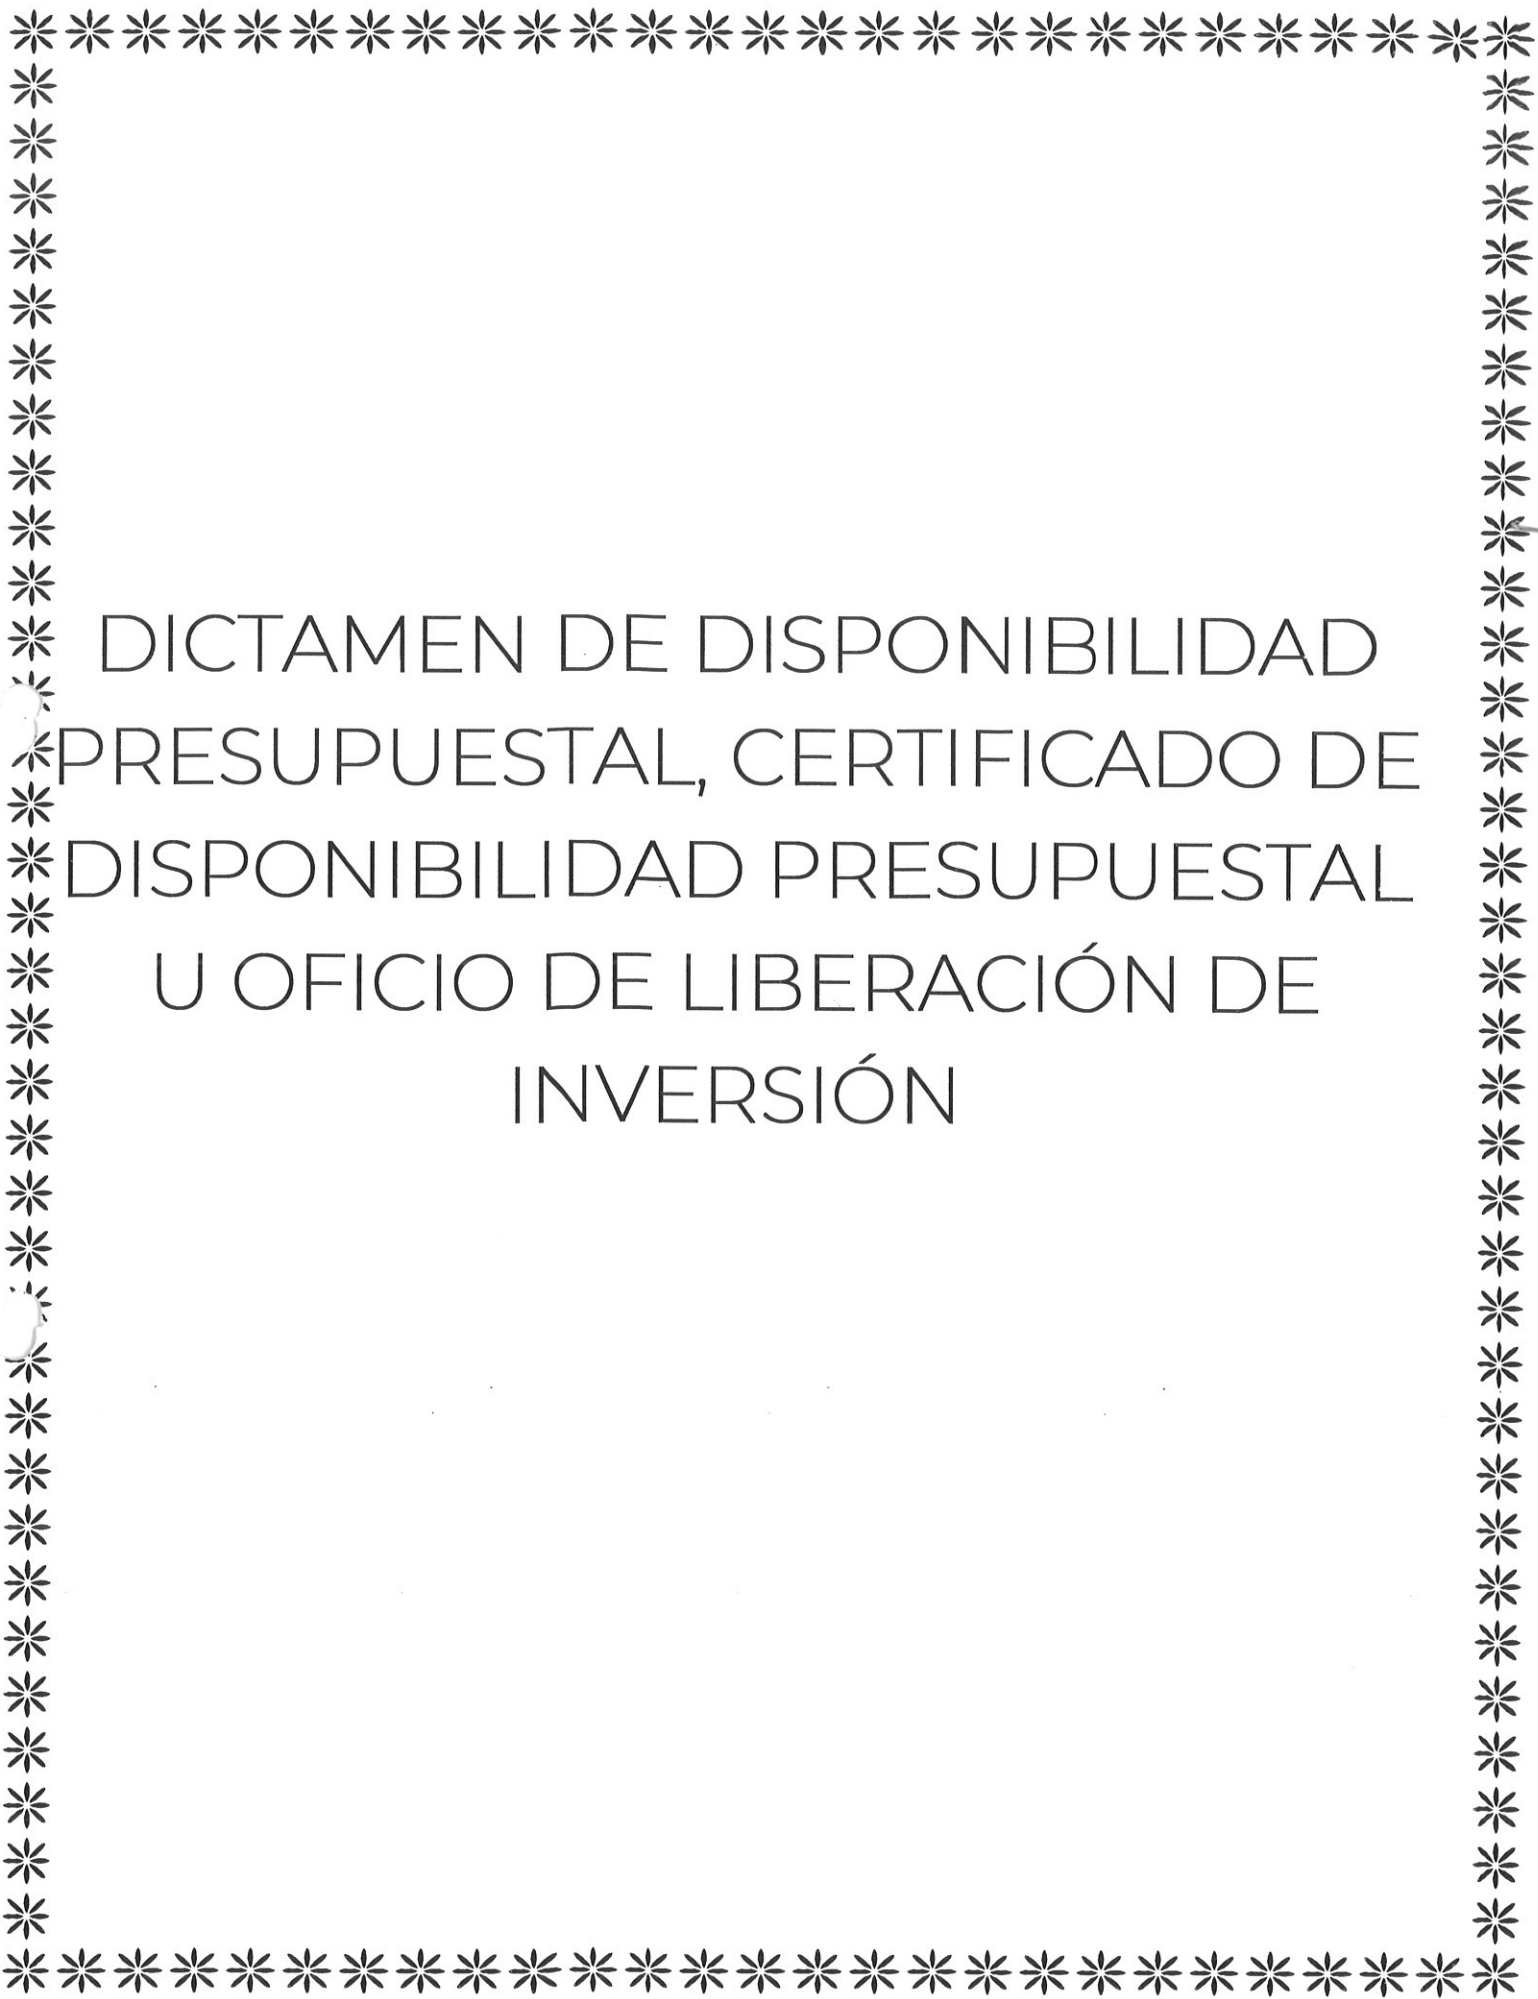 DICTAMEN DE DISPONIBILIDAD
PRESUPUESTAL, CERTIFICADO DE
DISPONIBILIDAD PRESUPUESTAL
U OFICIO DE LIBERACIÓN DE
INVERSIÓN